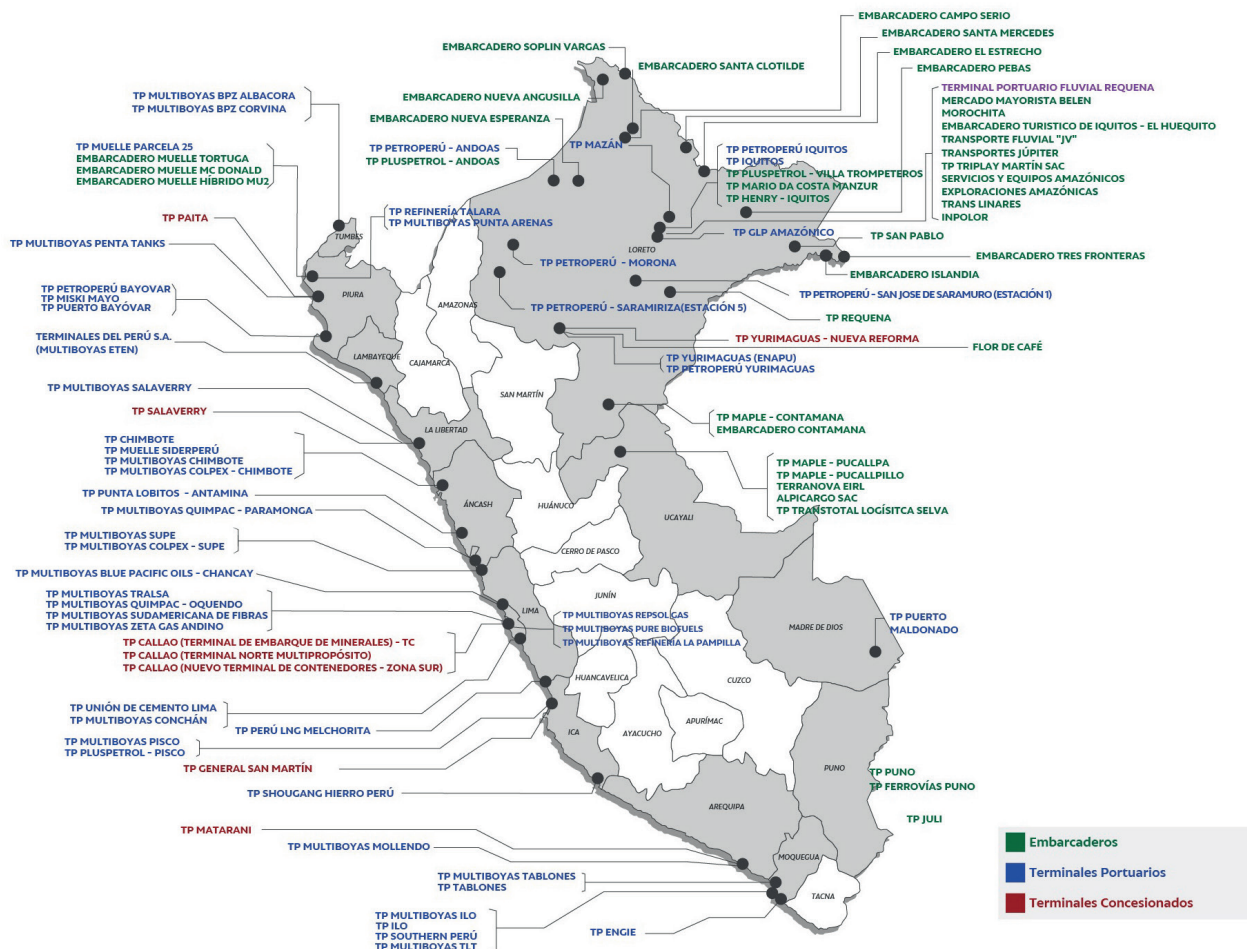 EMBARCADERO CAMPO SERIO
EMBARCADERO SANTA MERCEDES
EMBARCADERO EL ESTRECHO
EMBARCADERO PEBAS
EMBARCADERO SOPLIN VARGAS
EMBARCADERO SANTA CLOTILDE
EMBARCADERO NUEVA ANGUSILLA
EMBARCADERO NUEVA ESPERANZA
TP MULTIBOYAS BPZ ALBACORA
TP MULTIBOYAS BPZ CORVINA
TERMINAL PORTUARIO FLUVIAL REQUENA
MERCADO MAYORISTA BELEN
MOROCHITA
EMBARCADERO TURISTICO DE IQUITOS - EL HUEQUITO
TRANSPORTE FLUVIAL "JV"
TRANSPORTES JÚPITER
TP TRIPLAY MARTÍN SAC
SERVICIOS Y EQUIPOS AMAZÓNICOS
EXPLORACIONES AMAZÓNICAS
TRANS LINARES
INPOLOR
TP MUELLE PARCELA 25
EMBARCADERO MUELLE TORTUGA
EMBARCADERO MUELLE MC DONALD
EMBARCADERO MUELLE HÍBRIDO MU2
TP PETROPERÚ - ANDOAS
TP PLUSPETROL - ANDOAS
TP MAZÁN
TP PETROPERÚ IQUITOS
TP IQUITOS
TP PLUSPETROL - VILLA TROMPETEROS
TP MARIO DA COSTA MANZUR
TP HENRY - IQUITOS
TP PAITA
TP REFINERÍA TALARA
TP MULTIBOYAS PUNTA ARENAS
TP MULTIBOYAS PENTA TANKS
TUMBES
LORETO
TP GLP AMAZÓNICO
TP SAN PABLO
EMBARCADERO TRES FRONTERAS
EMBARCADERO ISLANDIA
TP PETROPERÚ - MORONA
TP PETROPERÚ BAYOVAR
TP MISKI MAYO
TP PUERTO BAYÓVAR
PIURA
AMAZONAS
TP PETROPERÚ - SARAMIRIZA(ESTACIÓN 5)
TP PETROPERÚ - SAN JOSE DE SARAMURO (ESTACIÓN 1)
TP REQUENA
TERMINALES DEL PERÚ S.A.
(MULTIBOYAS ETEN)
LAMBAYEQUE
CAJAMARCA
TP YURIMAGUAS - NUEVA REFORMA
FLOR DE CAFÉ
TP YURIMAGUAS (ENAPU)
TP PETROPERÚ YURIMAGUAS
TP MULTIBOYAS SALAVERRY
SAN MARTÍN
TP SALAVERRY
LA LIBERTAD
TP MAPLE - CONTAMANA
EMBARCADERO CONTAMANA
TP CHIMBOTE
TP MUELLE SIDERPERÚ
TP MULTIBOYAS CHIMBOTE
TP MULTIBOYAS COLPEX - CHIMBOTE
TP MAPLE - PUCALLPA
TP MAPLE - PUCALLPILLO
TERRANOVA EIRL
ALPICARGO SAC
TP TRANSTOTAL LOGÍSITCA SELVA
TP PUNTA LOBITOS - ANTAMINA
TP MULTIBOYAS QUIMPAC - PARAMONGA
ÁNCASH
HUÁNUCO
UCAYALI
TP MULTIBOYAS SUPE
TP MULTIBOYAS COLPEX - SUPE
CERRO DE PASCO
TP MULTIBOYAS BLUE PACIFIC OILS - CHANCAY
JUNÍN
TP MULTIBOYAS TRALSA
TP MULTIBOYAS QUIMPAC - OQUENDO
TP MULTIBOYAS SUDAMERICANA DE FIBRAS
TP MULTIBOYAS ZETA GAS ANDINO
LIMA
TP MULTIBOYAS REPSOL GAS
TP MULTIBOYAS PURE BIOFUELS
TP MULTIBOYAS REFINERÍA LA PAMPILLA
MADRE DE DIOS
TP PUERTO
MALDONADO
TP CALLAO (TERMINAL DE EMBARQUE DE MINERALES) - TC
TP CALLAO (TERMINAL NORTE MULTIPROPÓSITO)
TP CALLAO (NUEVO TERMINAL DE CONTENEDORES - ZONA SUR)
HUANCAVELICA
CUZCO
TP UNIÓN DE CEMENTO LIMA
TP MULTIBOYAS CONCHÁN
TP PERÚ LNG MELCHORITA
ICA
AYACUCHO
APURÍMAC
TP MULTIBOYAS PISCO
TP PLUSPETROL - PISCO
TP GENERAL SAN MARTÍN
PUNO
TP PUNO
TP FERROVÍAS PUNO
TP SHOUGANG HIERRO PERÚ
AREQUIPA
TP JULI
TP MATARANI
TP MULTIBOYAS MOLLENDO
MOQUEGUA
TP MULTIBOYAS TABLONES
TP TABLONES
TACNA
TP MULTIBOYAS ILO
TP ILO
TP SOUTHERN PERÚ
TP MULTIBOYAS TLT
TP ENGIE
Embarcaderos
Terminales Portuarios
Terminales Concesionados